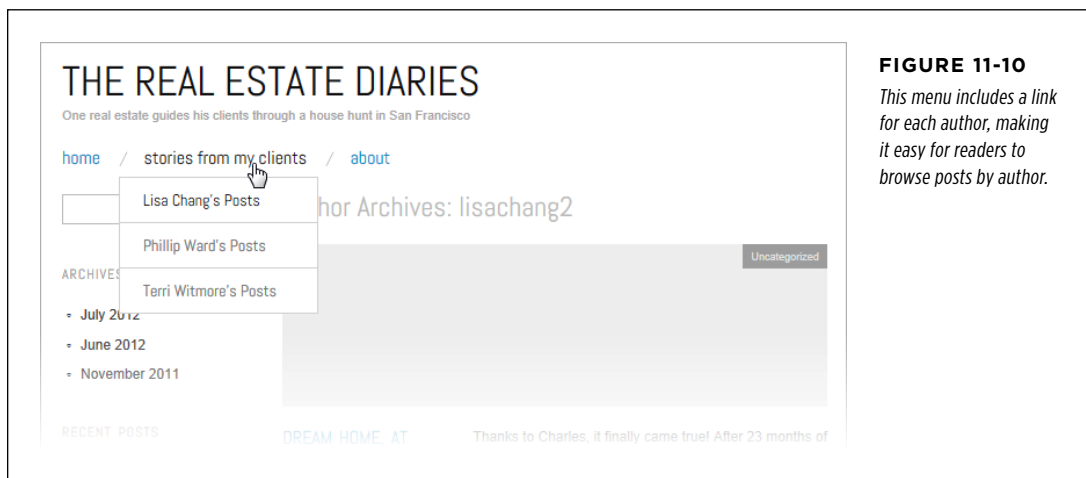 THE REAL ESTATE DIARIES
One real estate guides his clients through a house hunt in San Francisco
home / stories from my clients / about
Lisa Chang's Posts
Phillip Ward's Posts
Terri Witmore's Posts
hor Archives: lisachang2
Uncategorized
ARCHIVES
◦ July 2012
◦ June 2012
◦ November 2011
RECENT POSTS
DREAM HOME, AT
Thanks to Charles, it finally came true! After 23 months of
FIGURE 11-10
This menu includes a link
for each author, making
it easy for readers to
browse posts by author.